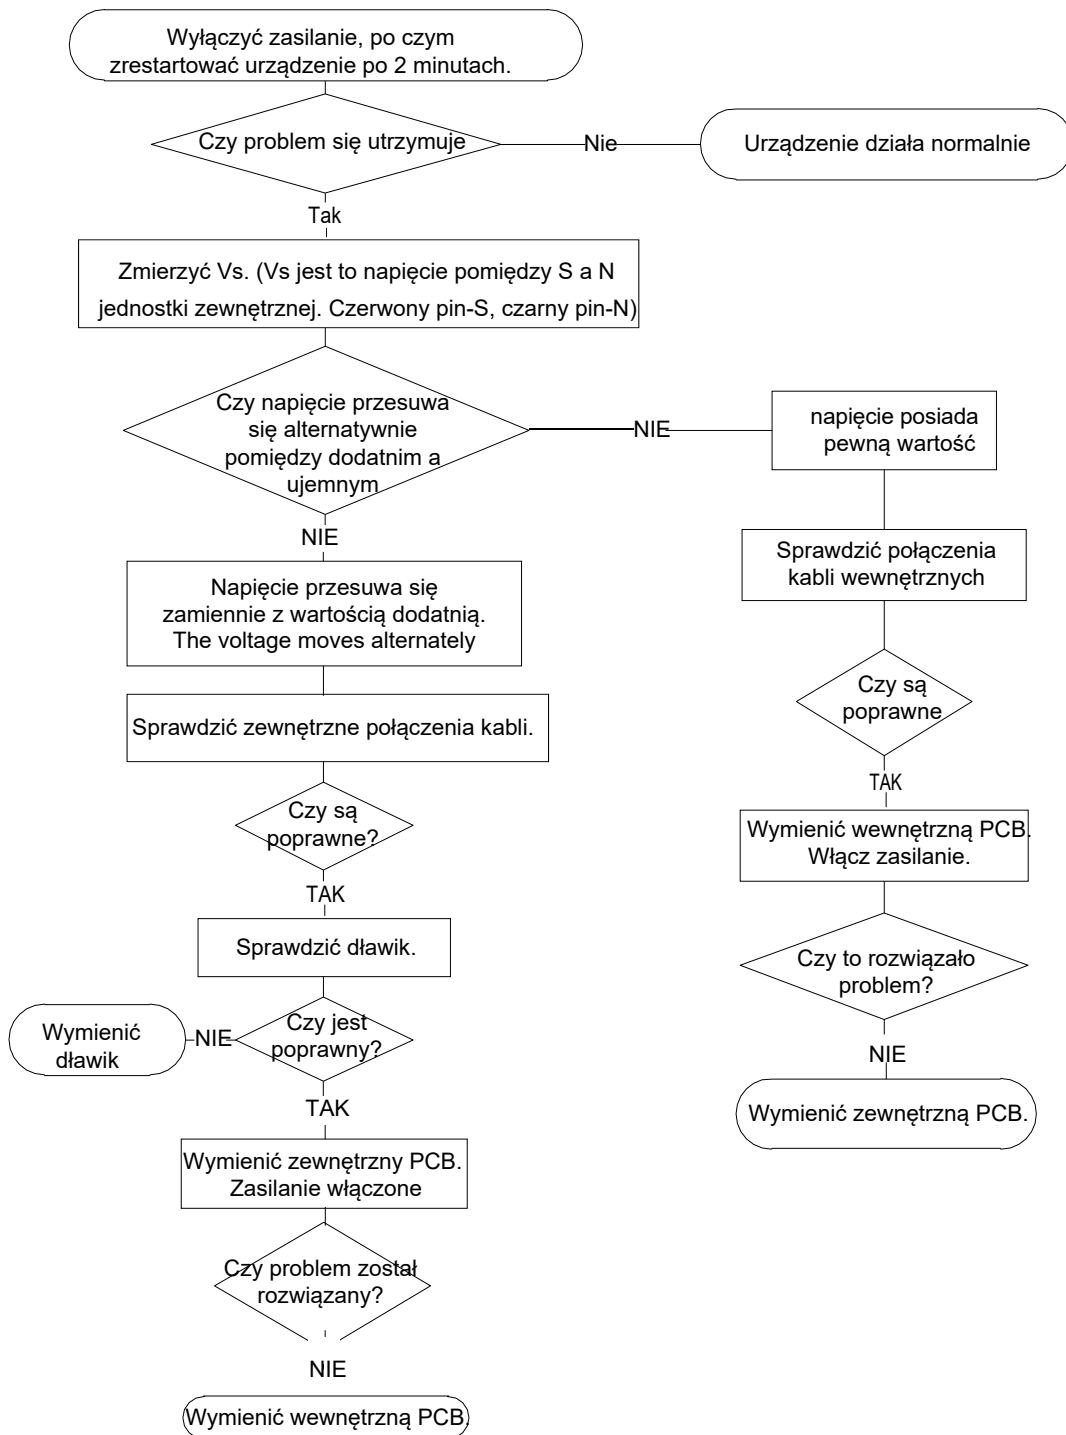 Wyłączyć zasilanie, po czym
zrestartować urządzenie po 2 minutach.
Czy problem się utrzymuje
Nie
Urządzenie działa normalnie
Tak
Zmierzyć Vs. (Vs jest to napięcie pomiędzy S a N
jednostki zewnętrznej. Czerwony pin-S, czarny pin-N)
Czy napięcie przesuwa
się alternatywnie
pomiędzy dodatnim a
ujemnym
NIE
napięcie posiada
pewną wartość
NIE
Napięcie przesuwa się
zamiennie z wartością dodatnią.
The voltage moves alternately
Sprawdzić połączenia
kabli wewnętrznych
Sprawdzić zewnętrzne połączenia kabli.
Czy są
poprawne
Czy są
poprawne?
TAK
TAK
Wymienić wewnętrzną PCB.
Włącz zasilanie.
Sprawdzić dławik.
Czy to rozwiązało
problem?
Wymienić
dławik
NIE
Czy jest
poprawny?
NIE
TAK
Wymienić zewnętrzną PCB.
Wymienić zewnętrzny PCB.
Zasilanie włączone
Czy problem został
rozwiązany?
NIE
Wymienić wewnętrzną PCB.